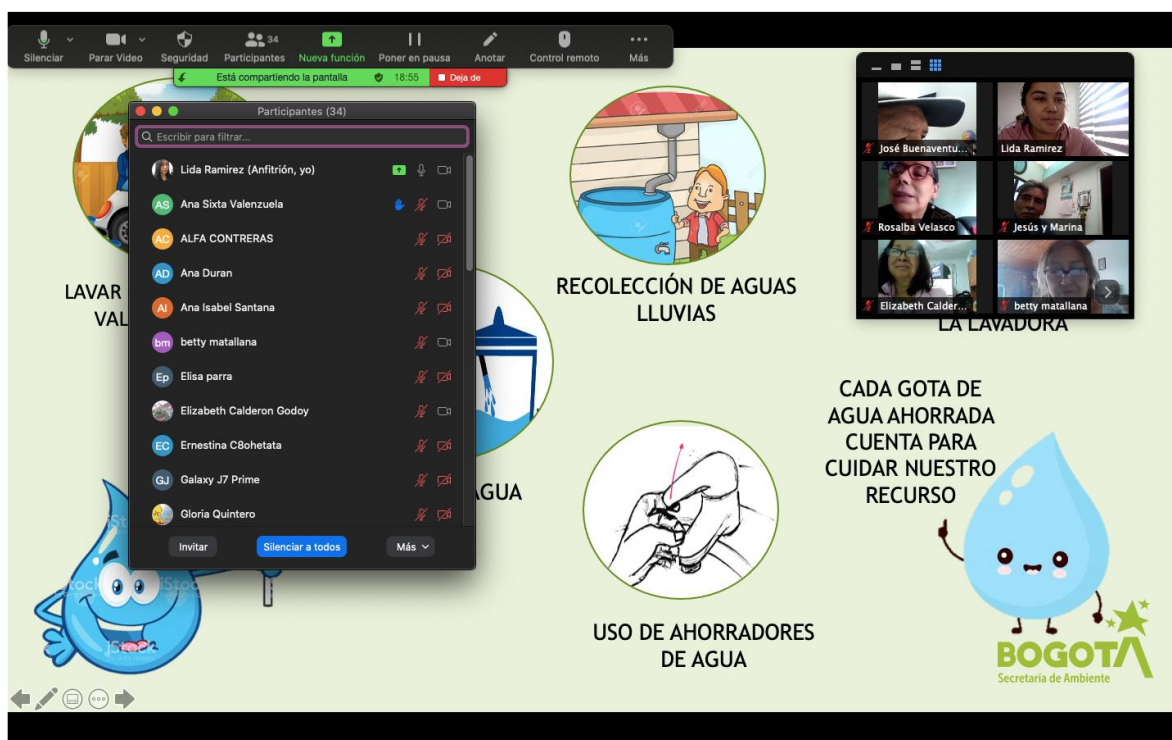 34
Silenciar
Parar Video
Seguridad
Participantes
Nueva función
Poner en pausa
Anotar
Control remoto
Más
Está compartiendo la pantalla
18:55
Deja de
Participantes (34)
Escribir para filtrar...
Lida Ramirez (Anfitrión, yo)
AS
Ana Sixta Valenzuela
AC
ALFA CONTRERAS
AD
Ana Duran
AI
Ana Isabel Santana
bm
betty matallana
Ep
Elisa parra
Elizabeth Calderon Godoy
EC
Ernestina C8ohetata
GJ
Galaxy J7 Prime
Gloria Quintero
Invitar
Silenciar a todos
Más
José Buenaventu...
Lida Ramirez
Rosalba Velasco
Jesús y Marina
Elizabeth Calder...
betty matallana
LAVAR
VAL
RECOLECCIÓN DE AGUAS
LLUVIAS
LA LAVADORA
AGUA
CADA GOTA DE
AGUA AHORRADA
CUENTA PARA
CUIDAR NUESTRO
RECURSO
USO DE AHORRADORES
DE AGUA
iStock
BOGOTÁ
Secretaría de Ambiente